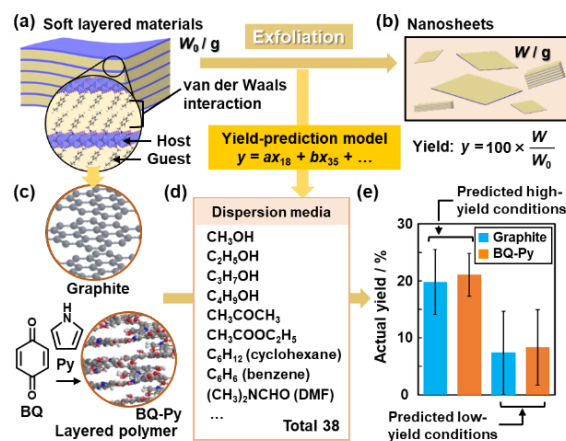 (a) Soft layered materials
W₀ / g
Exfoliation
(b) Nanosheets
W / g
van der Waals
interaction
Host
Guest
Yield-prediction model
y = ax₁₈ + bx₃₅ + …
Yield: y = 100 × W / W₀
(c)
Graphite
H
N
Py
O
O
BQ
BQ-Py
Layered polymer
(d)
Dispersion media
CH₃OH
C₂H₅OH
C₃H₇OH
C₄H₉OH
CH₃COCH₃
CH₃COOC₂H₅
C₆H₁₂ (cyclohexane)
C₆H₆ (benzene)
(CH₃)₂NCHO (DMF)
…
Total 38
(e)
Predicted high-
yield conditions
Graphite
BQ-Py
Actual yield / %
30
20
10
0
Predicted low-
yield conditions